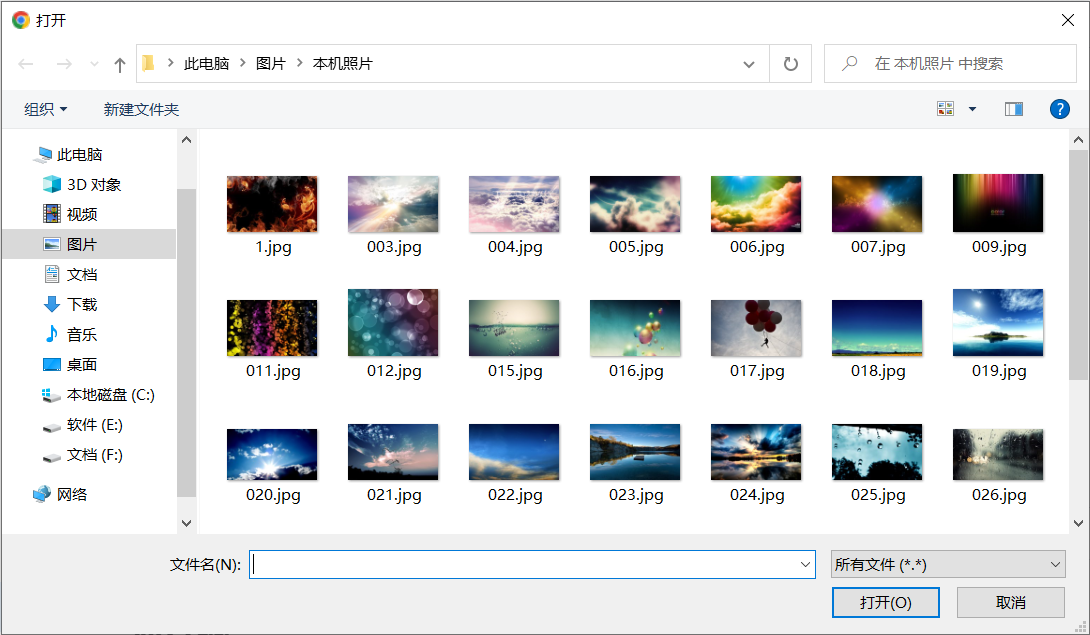 打开
此电脑 > 图片 > 本机照片
在 本机照片 中搜索
组织
新建文件夹
?
此电脑
3D 对象
视频
图片
文档
下载
音乐
桌面
本地磁盘 (C:)
软件 (E:)
文档 (F:)
网络
1.jpg 003.jpg 004.jpg 005.jpg 006.jpg 007.jpg 009.jpg
011.jpg 012.jpg 015.jpg 016.jpg 017.jpg 018.jpg 019.jpg
020.jpg 021.jpg 022.jpg 023.jpg 024.jpg 025.jpg 026.jpg
文件名(N):
所有文件 (*.*)
打开(O)
取消